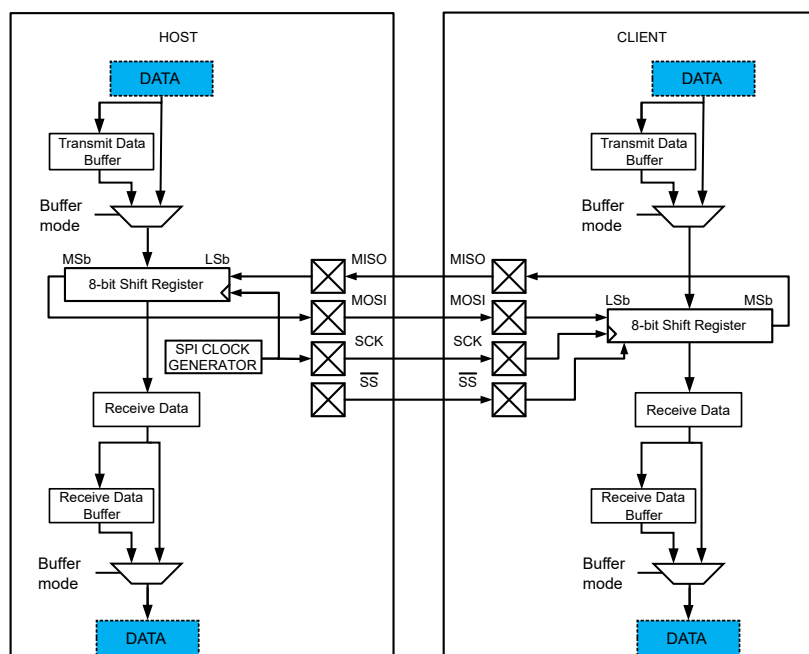 HOST
CLIENT
DATA
DATA
Transmit Data
Buffer
Transmit Data
Buffer
Buffer
mode
Buffer
mode
MSb
LSb
MISO
MISO
8-bit Shift Register
MOSI
MOSI
LSb
MSb
8-bit Shift Register
SPI CLOCK
GENERATOR
SCK
SCK
SS
SS
Receive Data
Receive Data
Receive Data
Buffer
Receive Data
Buffer
Buffer
mode
Buffer
mode
DATA
DATA